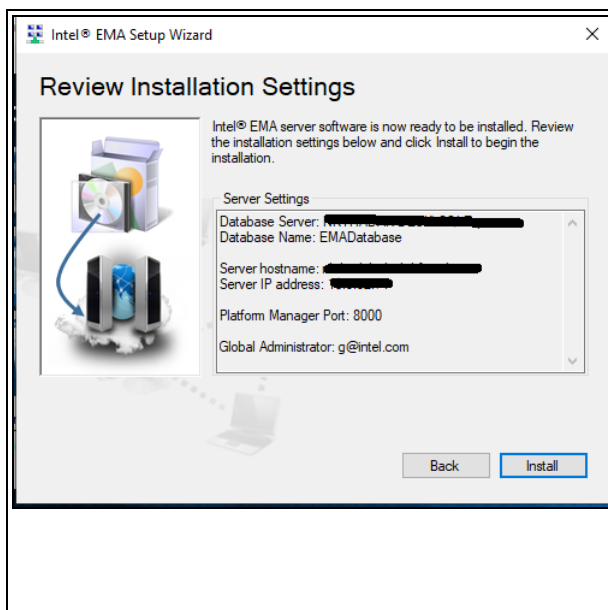 Intel® EMA Setup Wizard
Review Installation Settings
Intel® EMA server software is now ready to be installed. Review
the installation settings below and click Install to begin the
installation.
Server Settings
Database Server:
Database Name: EMADatabase
Server hostname:
Server IP address:
Platform Manager Port: 8000
Global Administrator: g@intel.com
Back
Install